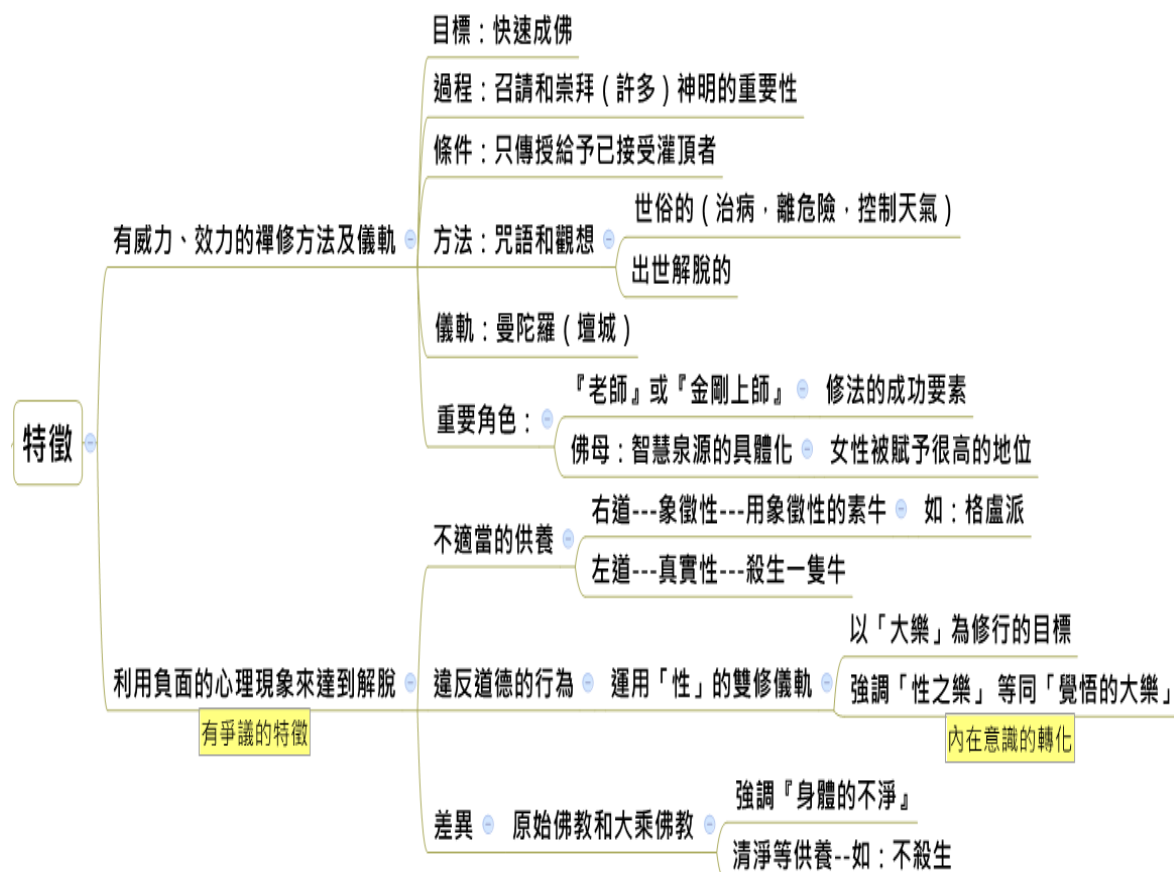 特徵
有威力、效力的禪修方法及儀軌
目標：快速成佛
過程：召請和崇拜（許多）神明的重要性
條件：只傳授給予已接受灌頂者
方法：咒語和觀想
世俗的（治病，離危險，控制天氣）
出世解脫的
儀軌：曼陀羅（壇城）
重要角色：
『老師』或『金剛上師』
修法的成功要素
佛母：智慧泉源的具體化
女性被賦予很高的地位
利用負面的心理現象來達到解脫
有爭議的特徵
不適當的供養
右道---象徵性---用象徵性的素牛
如：格盧派
左道---真實性---殺生一隻牛
違反道德的行為
運用「性」的雙修儀軌
以「大樂」為修行的目標
強調「性之樂」 等同「覺悟的大樂」
內在意識的轉化
差異
原始佛教和大乘佛教
強調『身體的不淨』
清淨等供養--如：不殺生